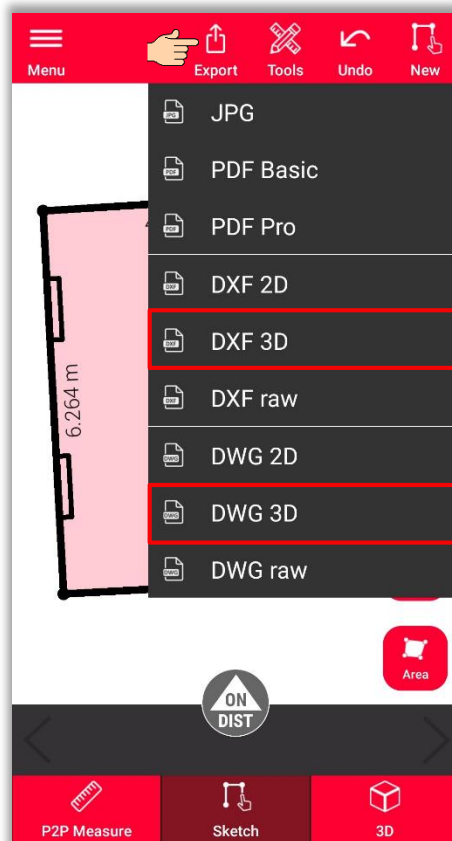 Menu
Export
Tools
Undo
New
JPG
PDF Basic
PDF Pro
DXF 2D
DXF 3D
DXF raw
DWG 2D
DWG 3D
DWG raw
6.264 m
Area
ON
DIST
P2P Measure
Sketch
3D